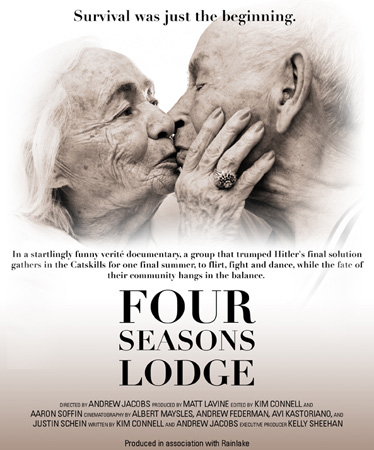 Survival was just the beginning.
In a startlingly funny verité documentary, a group that trumped Hitler's final solution
gathers in the Catskills for one final summer, to flirt, fight and dance, while the fate of
their community hangs in the balance.
FOUR
SEASONS
LODGE
DIRECTED BY ANDREW JACOBS PRODUCED BY MATT LAVINE EDITED BY KIM CONNELL AND
AARON SOFFIN CINEMATOGRAPHY BY ALBERT MAYSLES, ANDREW FEDERMAN, AVI KASTORIANO, AND
JUSTIN SCHEIN WRITTEN BY KIM CONNELL AND ANDREW JACOBS EXECUTIVE PRODUCER KELLY SHEEHAN
Produced in association with Rainlake